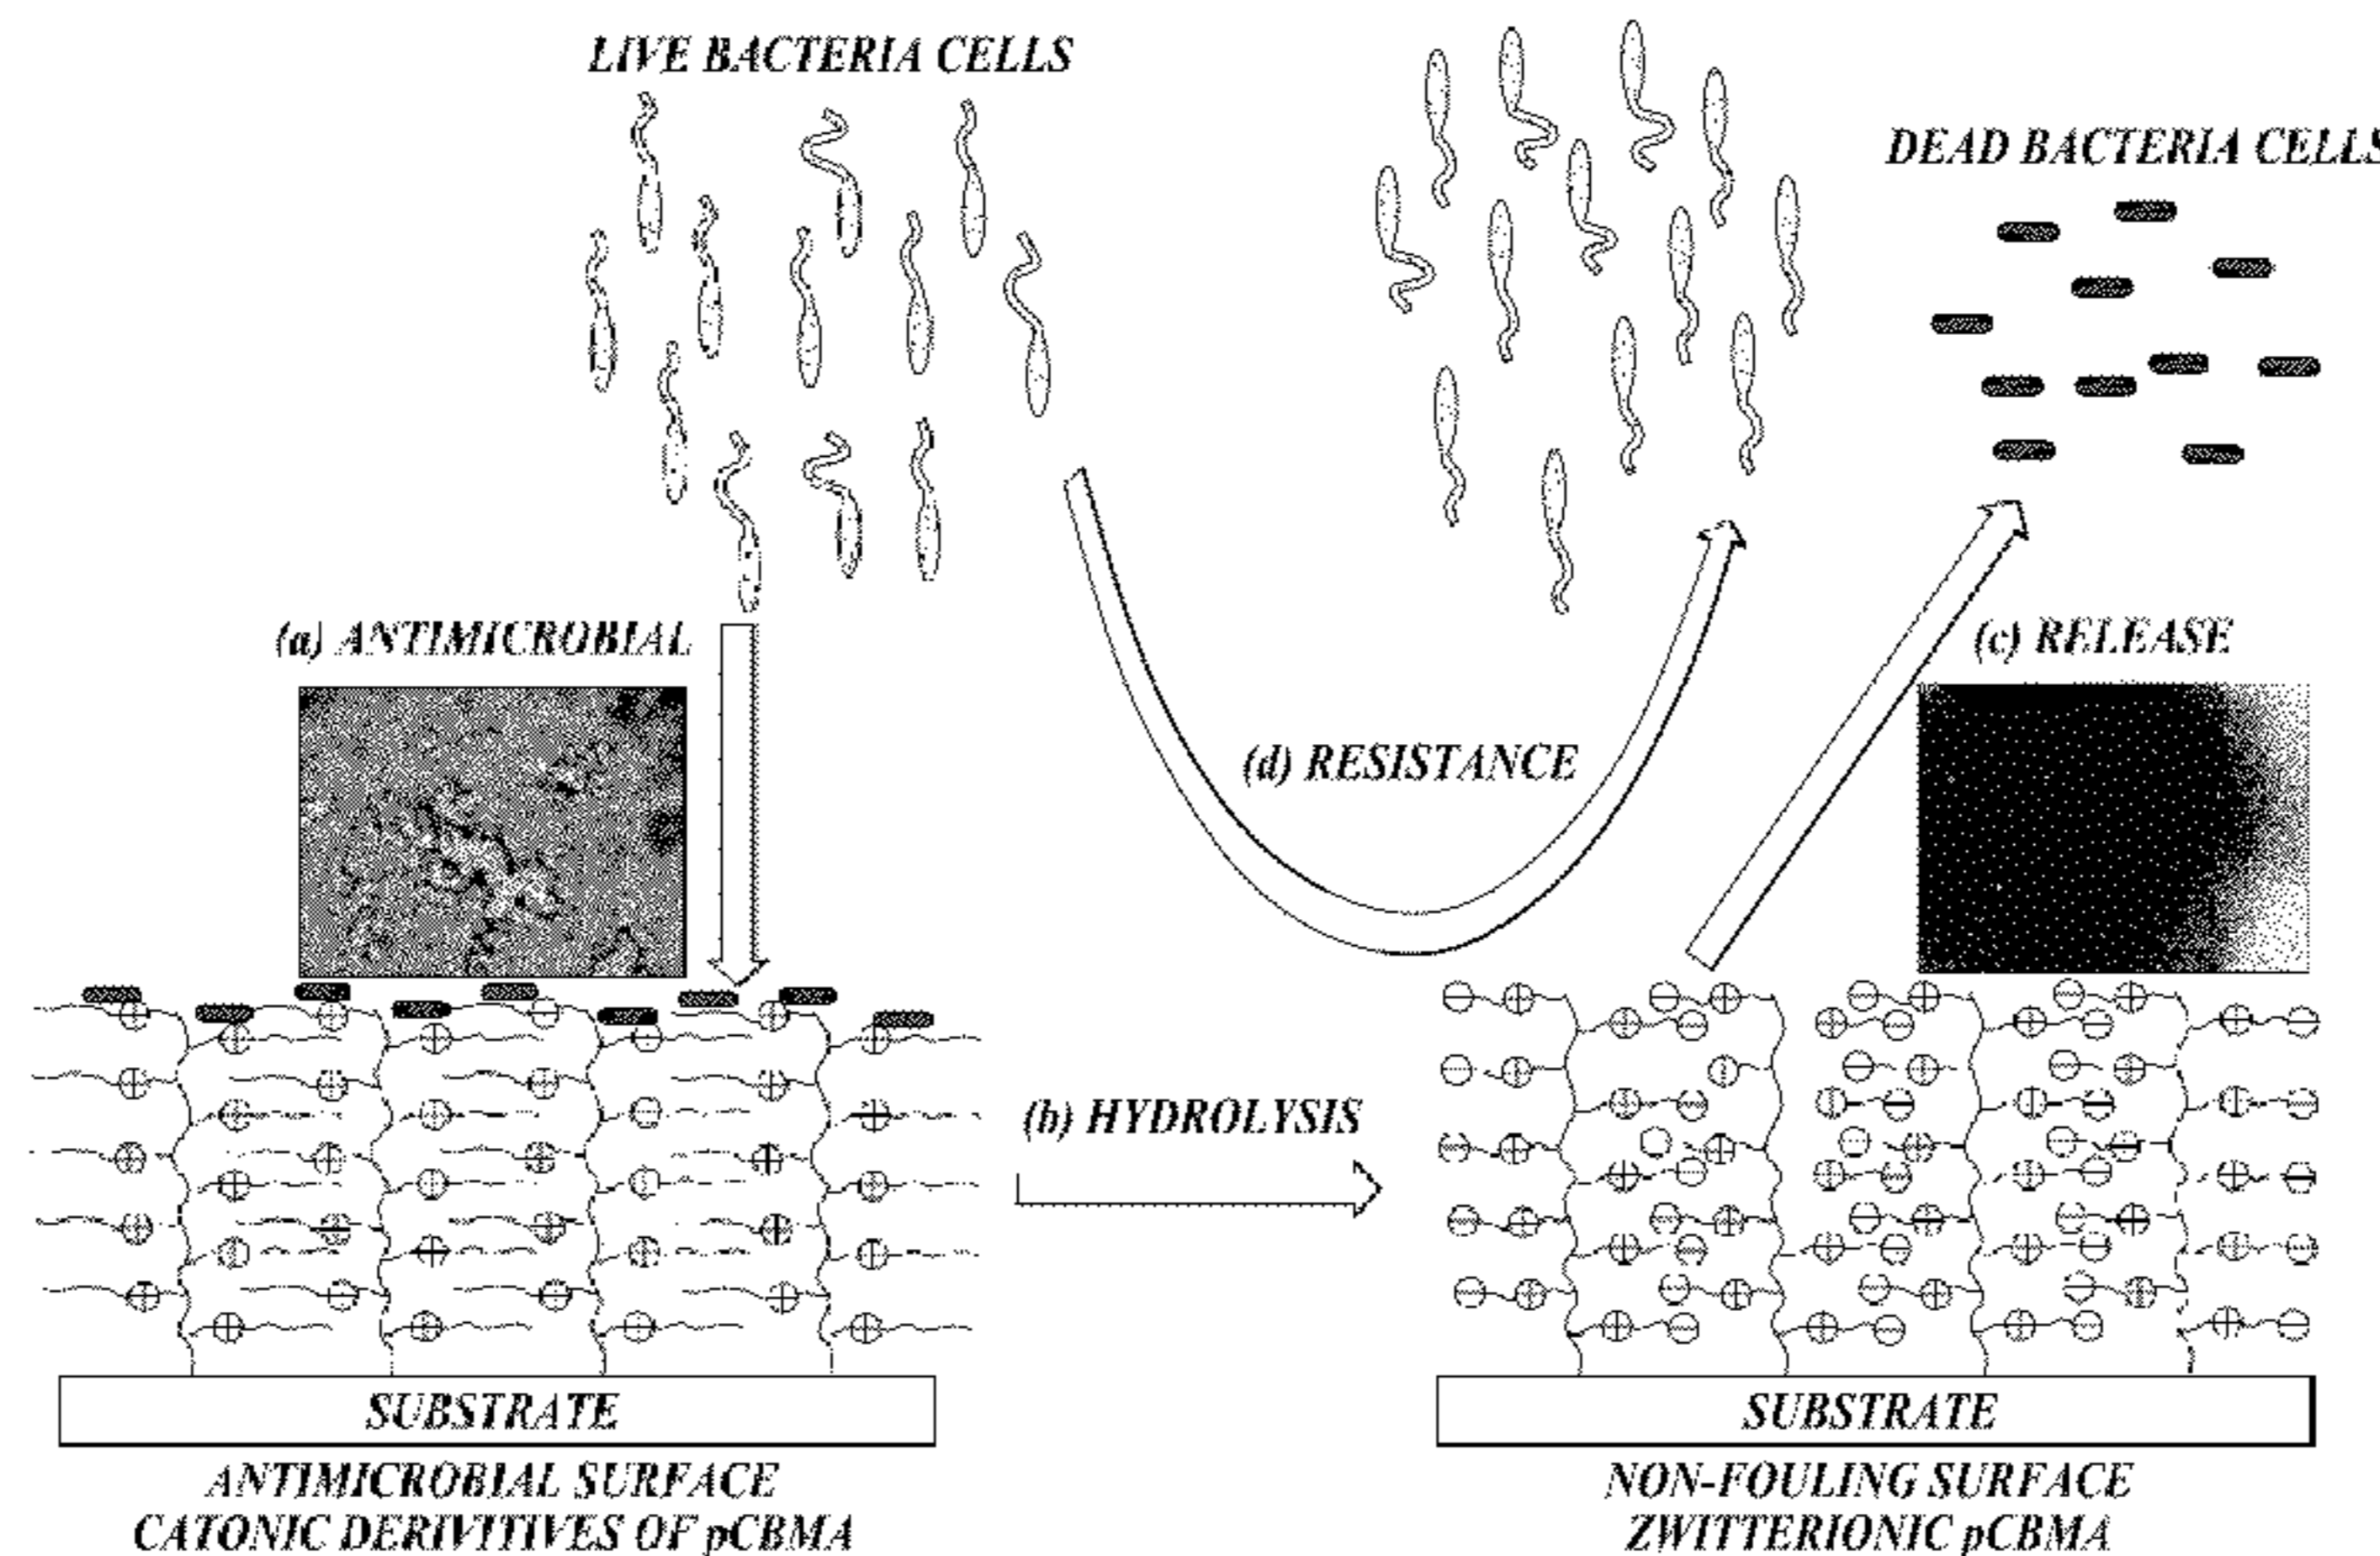 LIVE BACTERIA CELLS
DEAD BACTERIA CELLS
(a) ANTIMICROBIAL
(c) RELEASE
(d) RESISTANCE
(b) HYDROLYSIS
SUBSTRATE
SUBSTRATE
ANTIMICROBIAL SURFACE
CATONIC DERIVITIVES OF pCBMA
NON-FOULING SURFACE
ZWITTERIONIC pCBMA